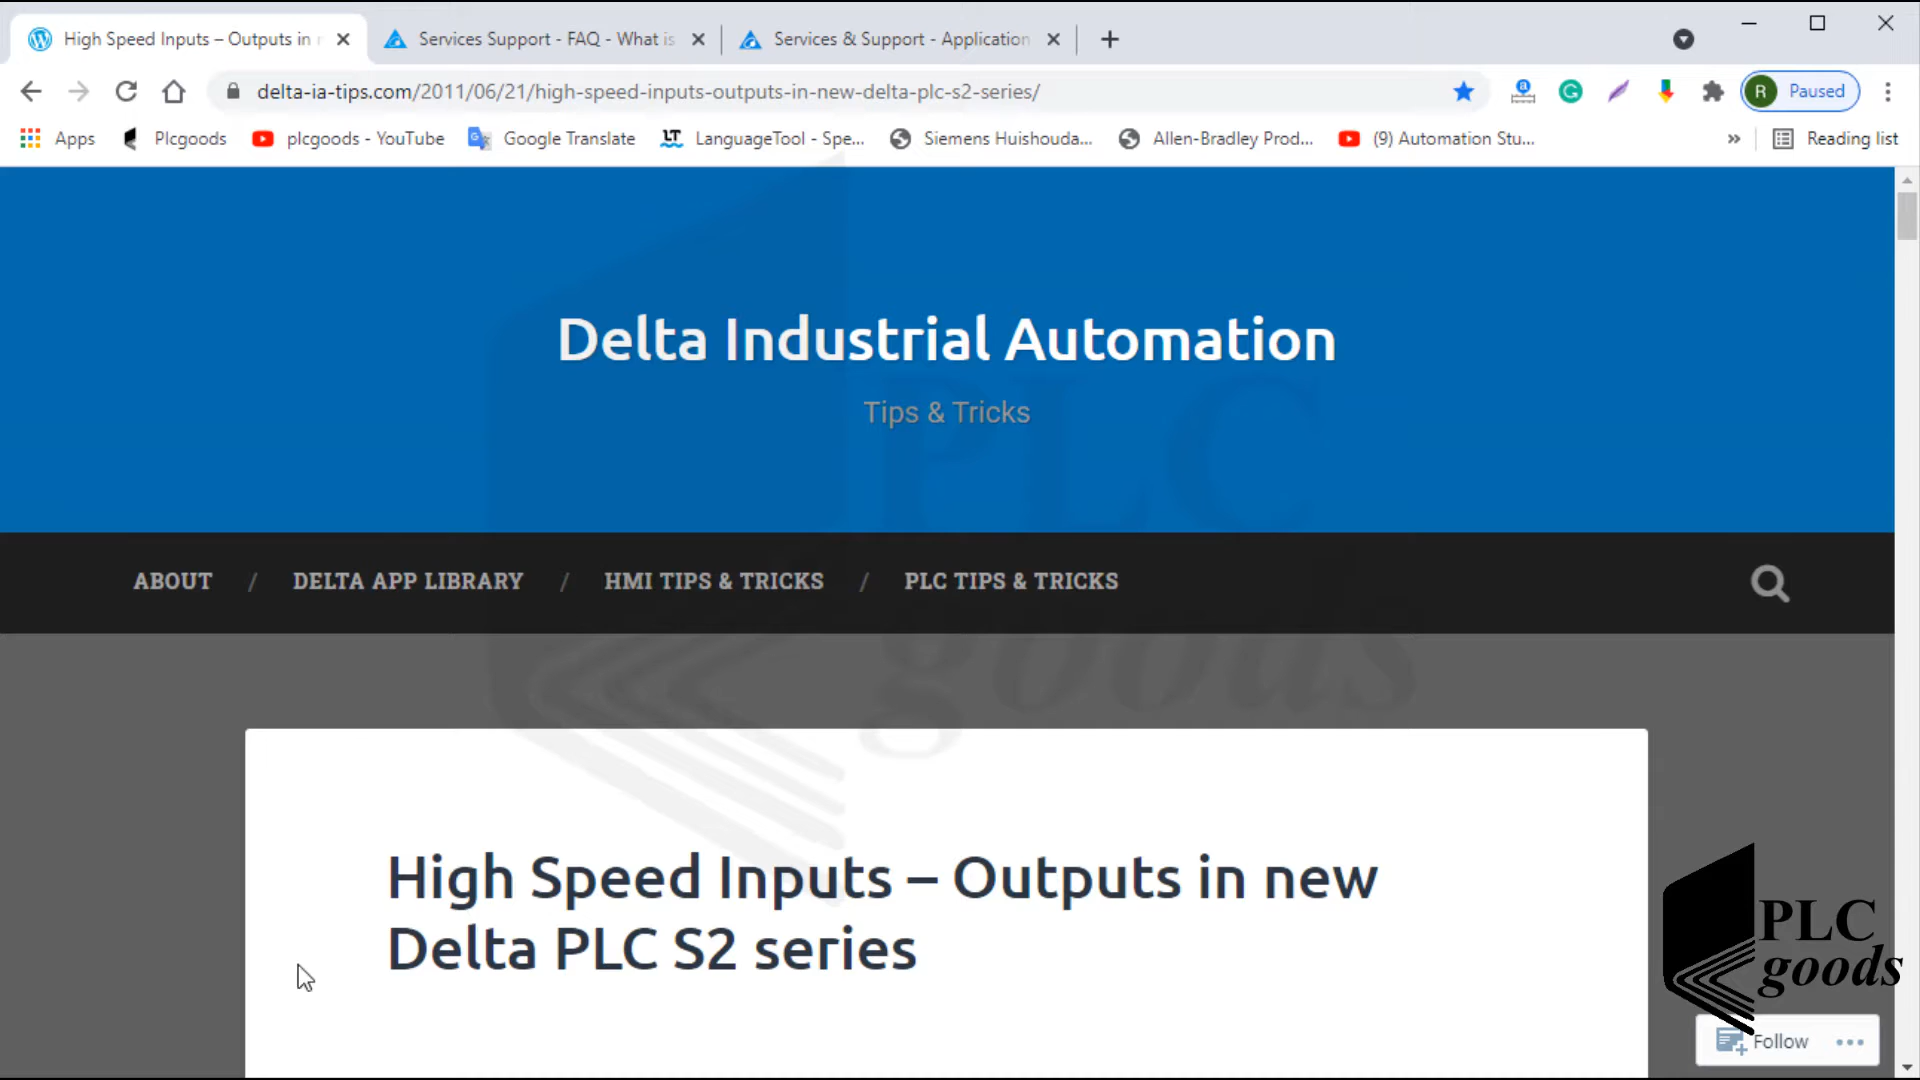 High Speed Inputs – Outputs in
Services Support - FAQ - What is
Services & Support - Application
delta-ia-tips.com/2011/06/21/high-speed-inputs-outputs-in-new-delta-plc-s2-series/
R Paused
Apps
Plcgoods
plcgoods - YouTube
Google Translate
LT LanguageTool - Spe...
Siemens Huishouda...
Allen-Bradley Prod...
(9) Automation Stu...
»
Reading list
Delta Industrial Automation
Tips & Tricks
ABOUT / DELTA APP LIBRARY / HMI TIPS & TRICKS / PLC TIPS & TRICKS
High Speed Inputs – Outputs in new
Delta PLC S2 series
PLC
goods
PLC
goods
Follow